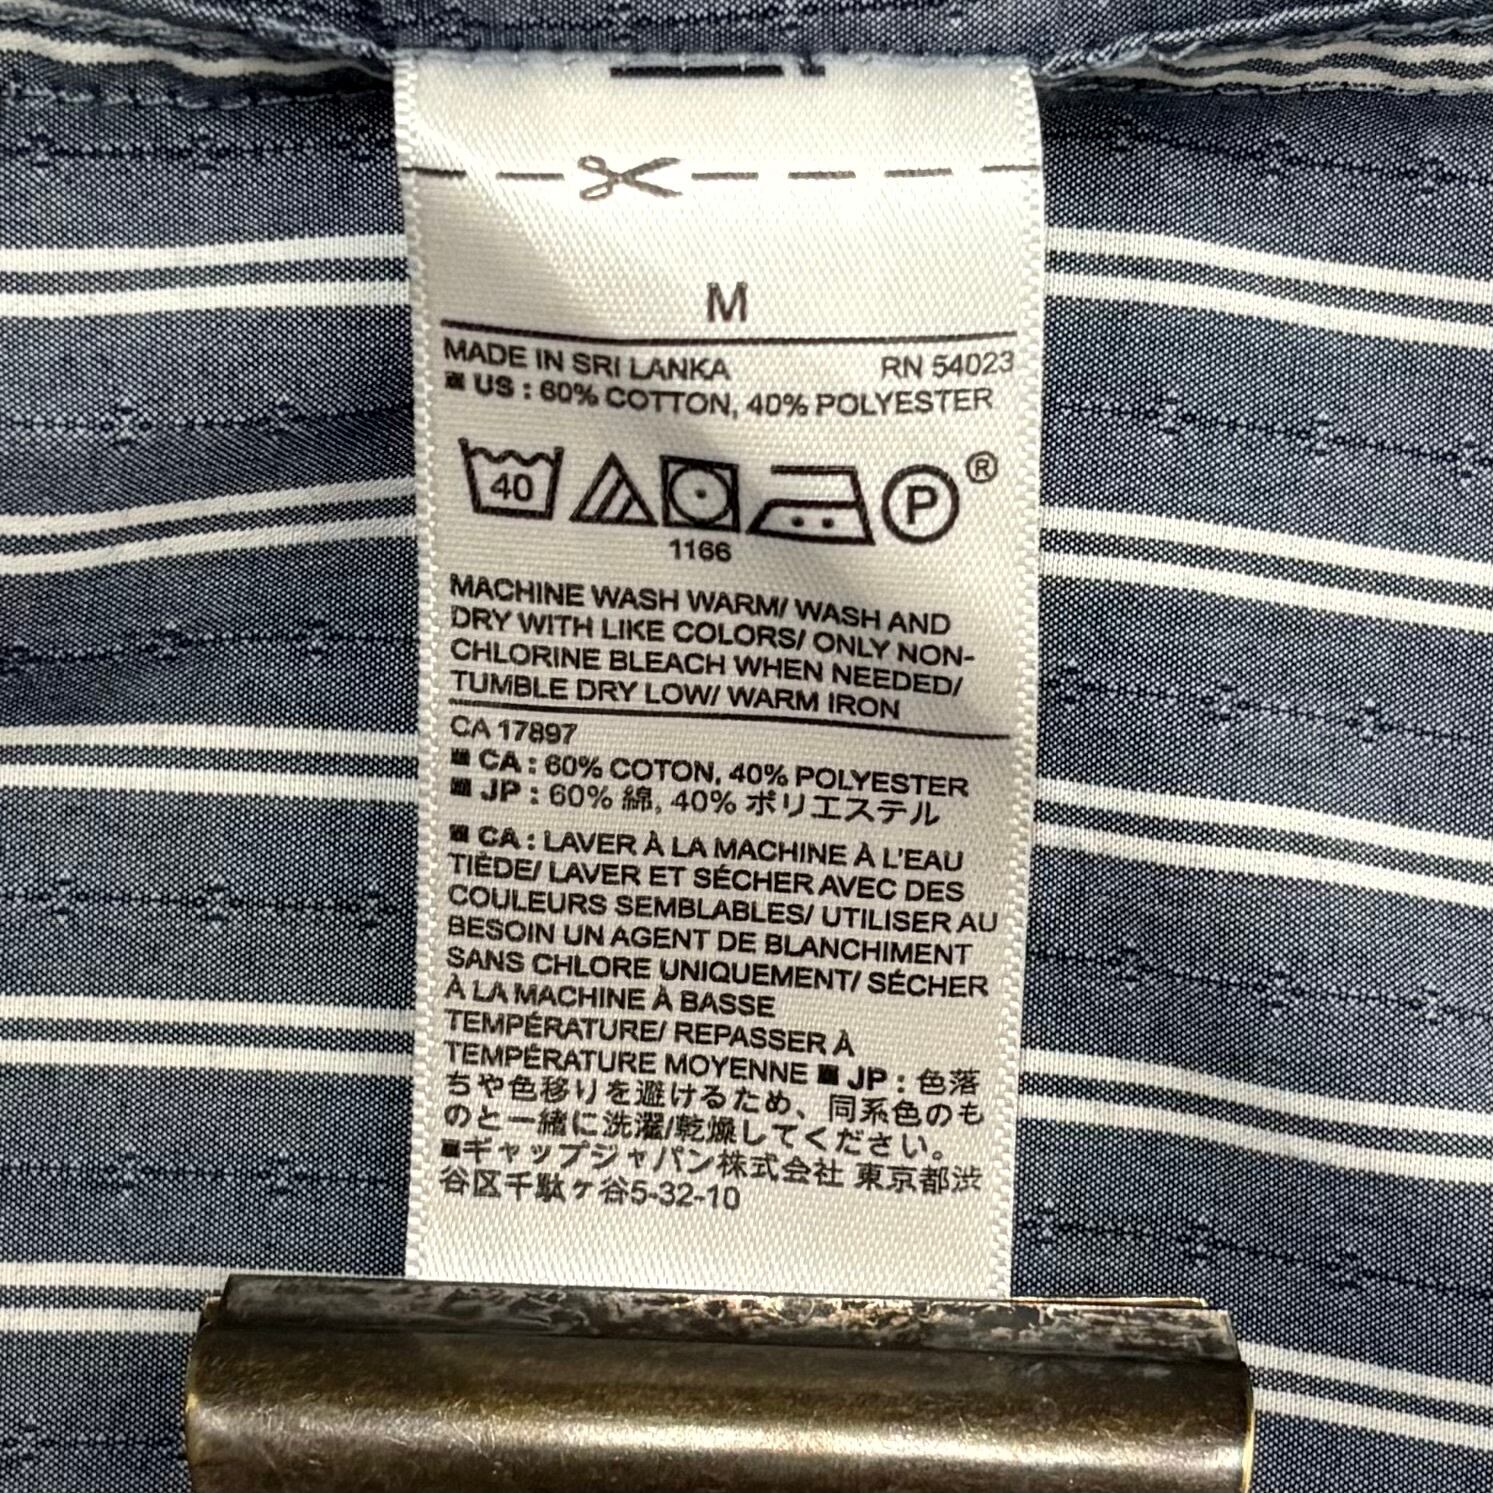 M
MADE IN SRI LANKA RN 54023
■ US : 60% COTTON, 40% POLYESTER
40 P ®
1166
MACHINE WASH WARM/ WASH AND
DRY WITH LIKE COLORS/ ONLY NON-
CHLORINE BLEACH WHEN NEEDED/
TUMBLE DRY LOW/ WARM IRON
CA 17897
■ CA : 60% COTON, 40% POLYESTER
■ JP : 60% 綿, 40% ポリエステル
■ CA : LAVER À LA MACHINE À L'EAU
TIÈDE/ LAVER ET SÉCHER AVEC DES
COULEURS SEMBLABLES/ UTILISER AU
BESOIN UN AGENT DE BLANCHIMENT
SANS CHLORE UNIQUEMENT/ SÉCHER
À LA MACHINE À BASSE
TEMPÉRATURE/ REPASSER À
TEMPÉRATURE MOYENNE ■ JP : 色落
ちや色移りを避けるため、同系色のも
のと一緒に洗濯/乾燥してください。
■ギャップジャパン株式会社 東京都渋
谷区千駄ヶ谷5-32-10